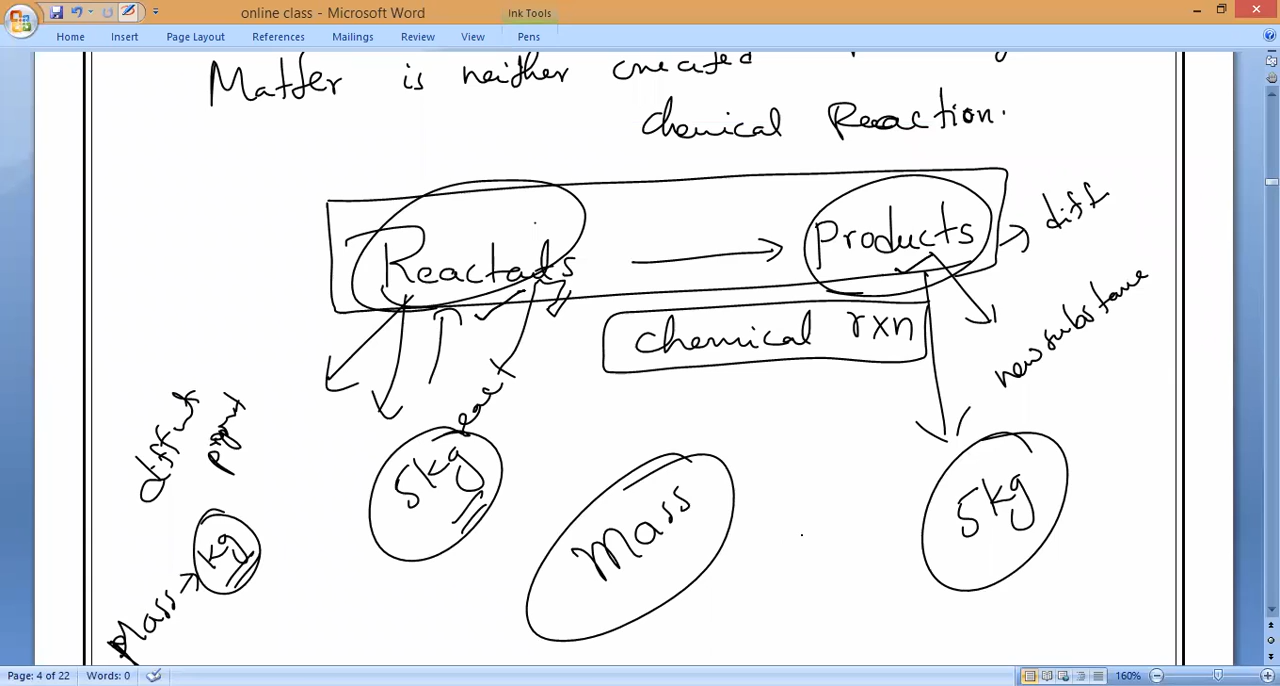 online class - Microsoft Word
Ink Tools
Home Insert Page Layout References Mailings Review View Pens
Matter is neither created
chemical Reaction.
Reactads → Products → diff
chemical rxn
new substance
5kg
5kg
Mass
kg
Mass →
Page: 4 of 22 Words: 0 160%